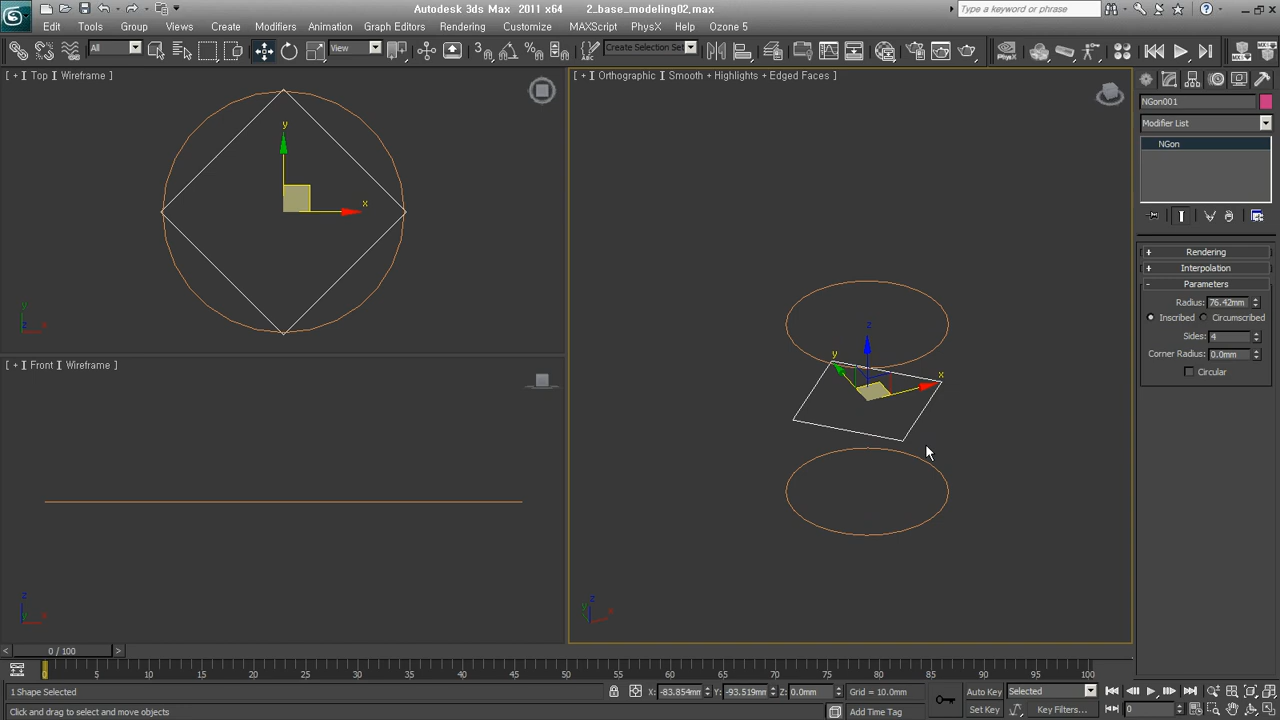 Autodesk 3ds Max 2011 x64 2_base_modeling02.max
Type a keyword or phrase
Edit Tools Group Views Create Modifiers Animation Graph Editors Rendering Customize MAXScript Help PhysX Ozone 5
All View Create Selection Set
[ + ] Top ] Wireframe ]
[ + ] Orthographic ] Smooth + Highlights + Edged Faces ]
NGon001
Modifier List
NGon
y
x
y
z x
[ + ] Front ] Wireframe ]
z
y x
z
y
x
y z
x
Rendering
Interpolation
Parameters
Radius: 76.42mm
Inscribed Circumscribed
Sides: 4
Corner Radius: 0.0mm
Circular
0 / 100
0 5 10 15 20 25 30 35 40 45 50 55 60 65 70 75 80 85 90 95 100
1 Shape Selected X: -83.854mm Y: -93.519mm Z: 0.0mm Grid = 10.0mm Auto Key Selected
Click and drag to select and move objects Add Time Tag Set Key Key Filters... 0